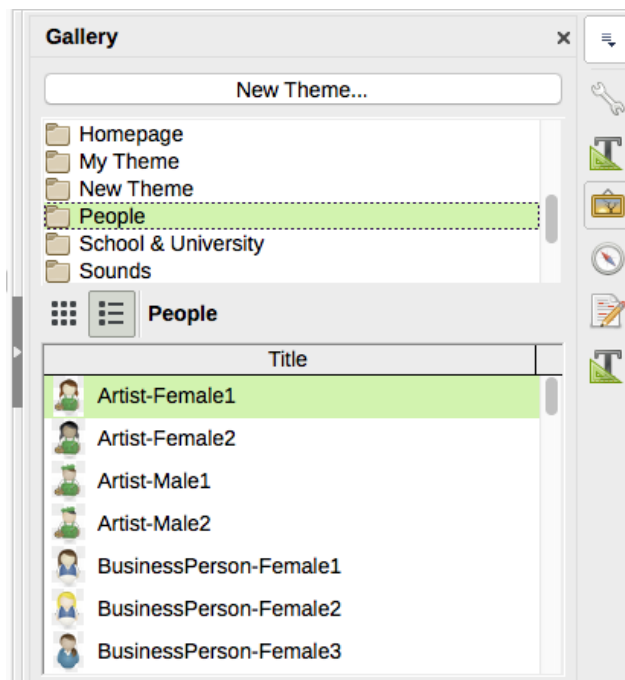 Gallery
New Theme...
Homepage
My Theme
New Theme
People
School & University
Sounds
People
Title
Artist-Female1
Artist-Female2
Artist-Male1
Artist-Male2
BusinessPerson-Female1
BusinessPerson-Female2
BusinessPerson-Female3